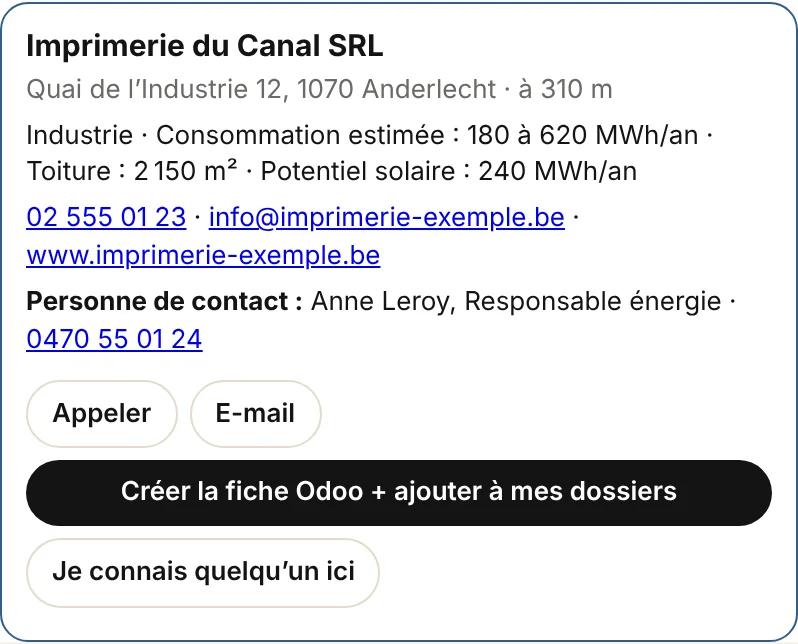 Imprimerie du Canal SRL
Quai de l’Industrie 12, 1070 Anderlecht · à 310 m
Industrie · Consommation estimée : 180 à 620 MWh/an ·
Toiture : 2 150 m² · Potentiel solaire : 240 MWh/an
02 555 01 23 · info@imprimerie-exemple.be ·
www.imprimerie-exemple.be
Personne de contact : Anne Leroy, Responsable énergie ·
0470 55 01 24
Appeler E-mail
Créer la fiche Odoo + ajouter à mes dossiers
Je connais quelqu’un ici